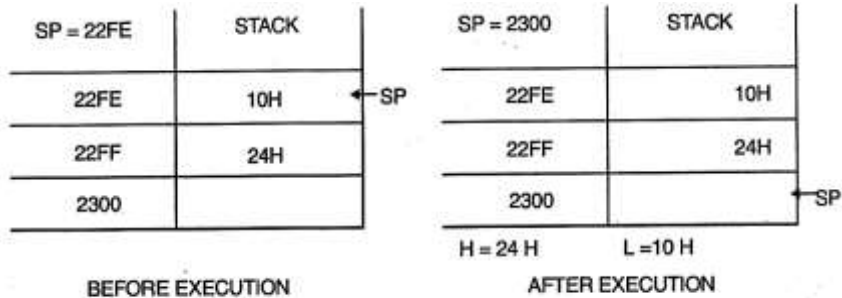 SP = 22FE STACK
22FE 10H SP
22FF 24H
2300
BEFORE EXECUTION
SP = 2300 STACK
22FE 10H
22FF 24H
2300 SP
H = 24 H L =10 H
AFTER EXECUTION